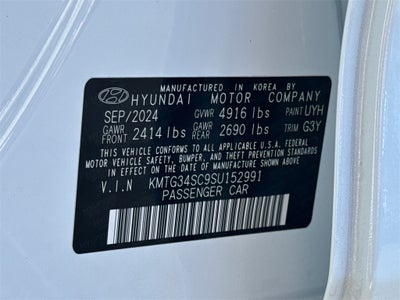 MANUFACTURED IN KOREA BY
HYUNDAI MOTOR COMPANY
SEP/2024 GVWR 4916 lbs PAINT UYH
GAWR FRONT 2414 lbs GAWR REAR 2690 lbs TRIM G3Y
THIS VEHICLE CONFORMS TO ALL APPLICABLE U.S.A. FEDERAL
MOTOR VEHICLE SAFETY, BUMPER, AND THEFT PREVENTION
STANDARDS IN EFFECT ON THE DATE OF MANUFACTURE SHOWN ABOVE.
V.I.N KMTG34SC9SU152991
PASSENGER CAR